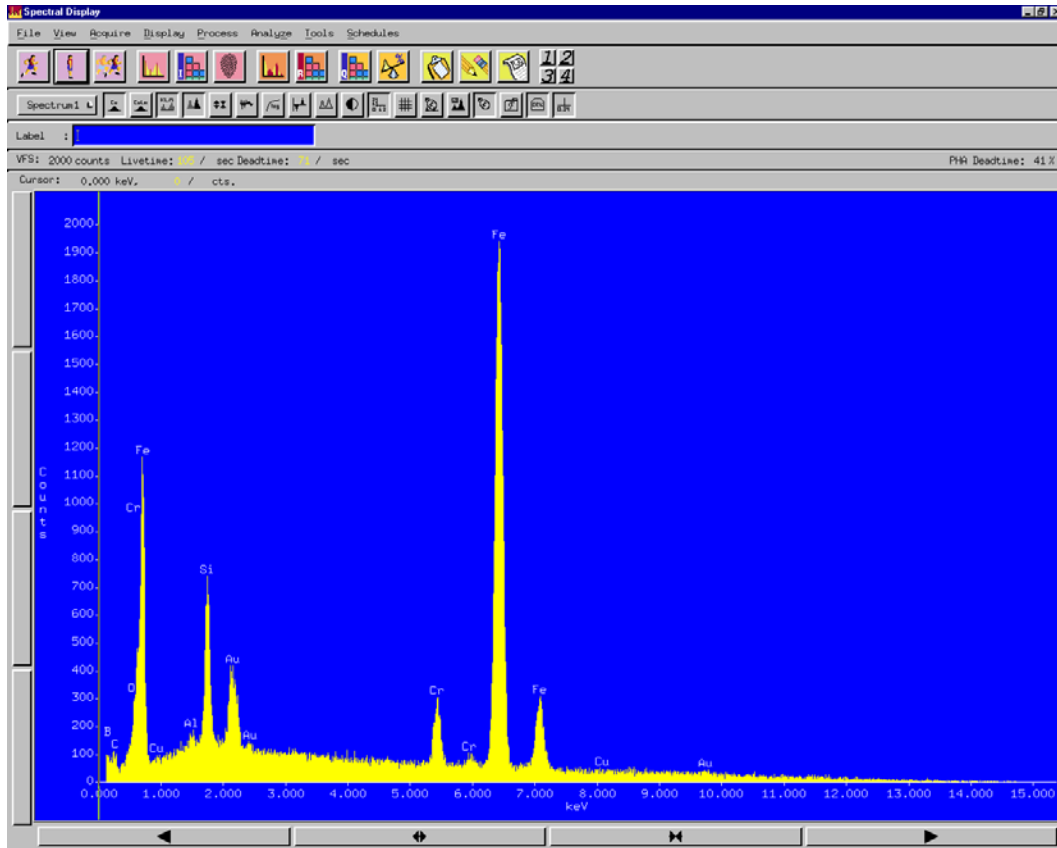 Spectral Display
File View Acquire Display Process Analyze Tools Schedules
1 2
3 4
Spectrum1 L
Label :
VFS: 2000 counts Livetime: 105 / sec Deadtime: 71 / sec PHA Deadtime: 41 %
Cursor: 0.000 keV, 0 / cts.
2000
1900
1800
1700
1600
1500
1400
1300
1200
1100
1000
900
800
700
600
500
400
300
200
100
0
Counts
Fe
Fe
Cr
Si
Au
O
Cr
Fe
B
C
Al
Cu
Au
Cr
Cu
Au
0.000 1.000 2.000 3.000 4.000 5.000 6.000 7.000 8.000 9.000 10.000 11.000 12.000 13.000 14.000 15.000
keV